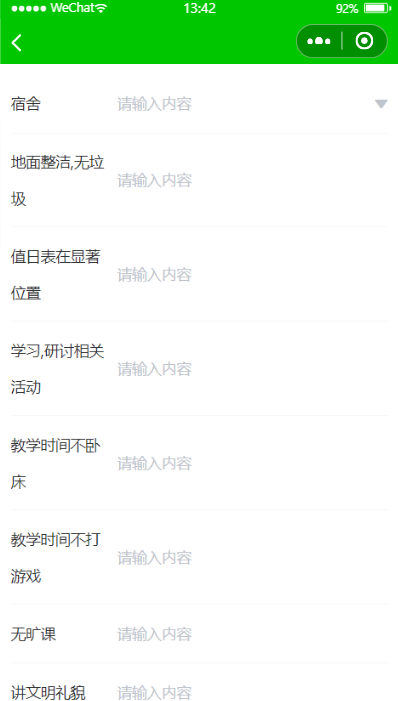 WeChat 13:42 92%
宿舍 请输入内容
地面整洁,无垃
圾
请输入内容
值日表在显著
位置
请输入内容
学习,研讨相关
活动
请输入内容
教学时间不卧
床
请输入内容
教学时间不打
游戏
请输入内容
无旷课 请输入内容
讲文明礼貌 请输入内容